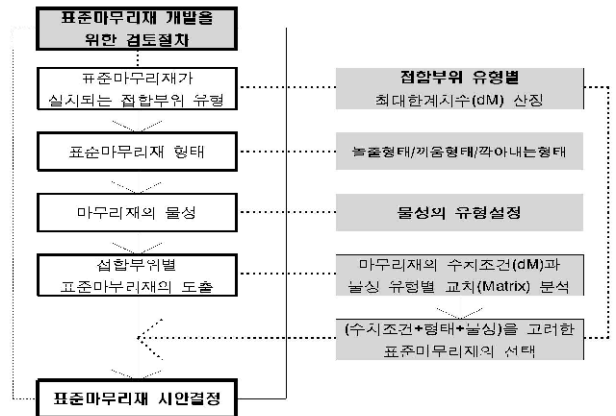 표준마무리재 개발을
위한 검토절차
표준마무리재가
설치되는 접합부위 유형
접합부위 유형별
최대한계치수(dM) 산정
표준마무리재 형태
돌출형태/끼움형태/깍아내는형태
마무리재의 물성
물성의 유형설정
접합부위별
표준마무리재의 도출
마무리재의 수치조건(dM)과
물성 유형별 교치(Matrix) 분석
(수치조건+형태+물성)을 고려한
표준마무리재의 선택
표준마무리재 시안결정